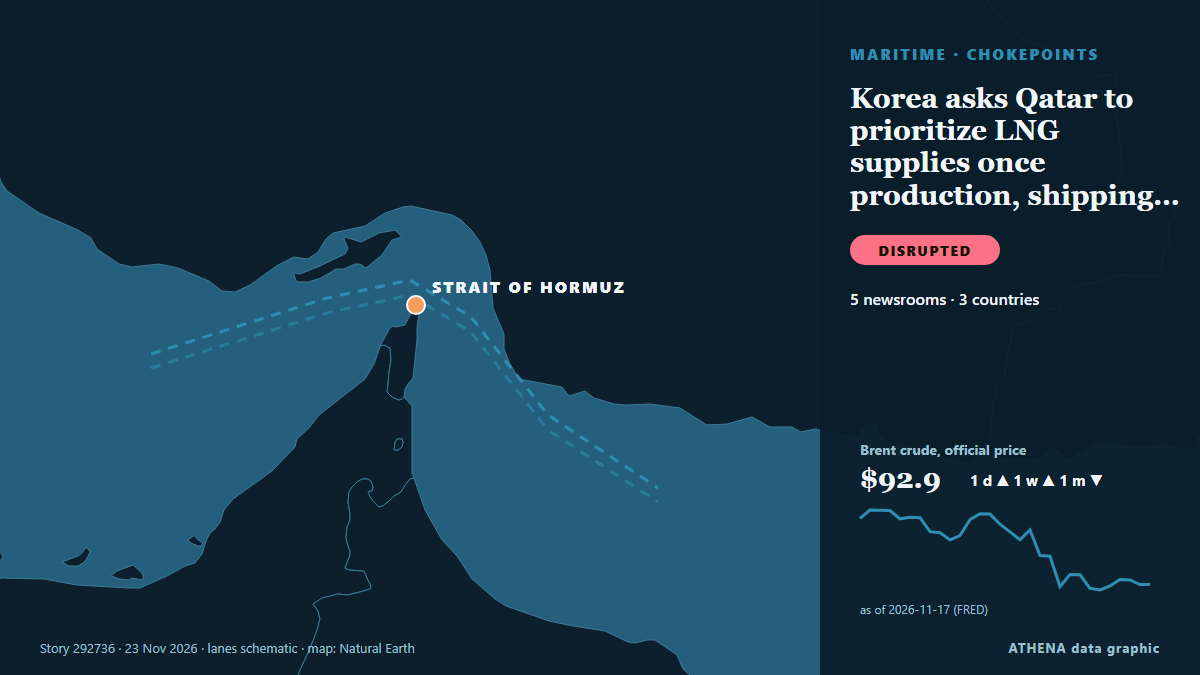 MARITIME · CHOKEPOINTS
Korea asks Qatar to
prioritize LNG
supplies once
production, shipping...
DISRUPTED
5 newsrooms · 3 countries
STRAIT OF HORMUZ
Brent crude, official price
$92.9 1 d ▲ 1 w ▲ 1 m ▼
as of 2026-11-17 (FRED)
Story 292736 · 23 Nov 2026 · lanes schematic · map: Natural Earth
ATHENA data graphic